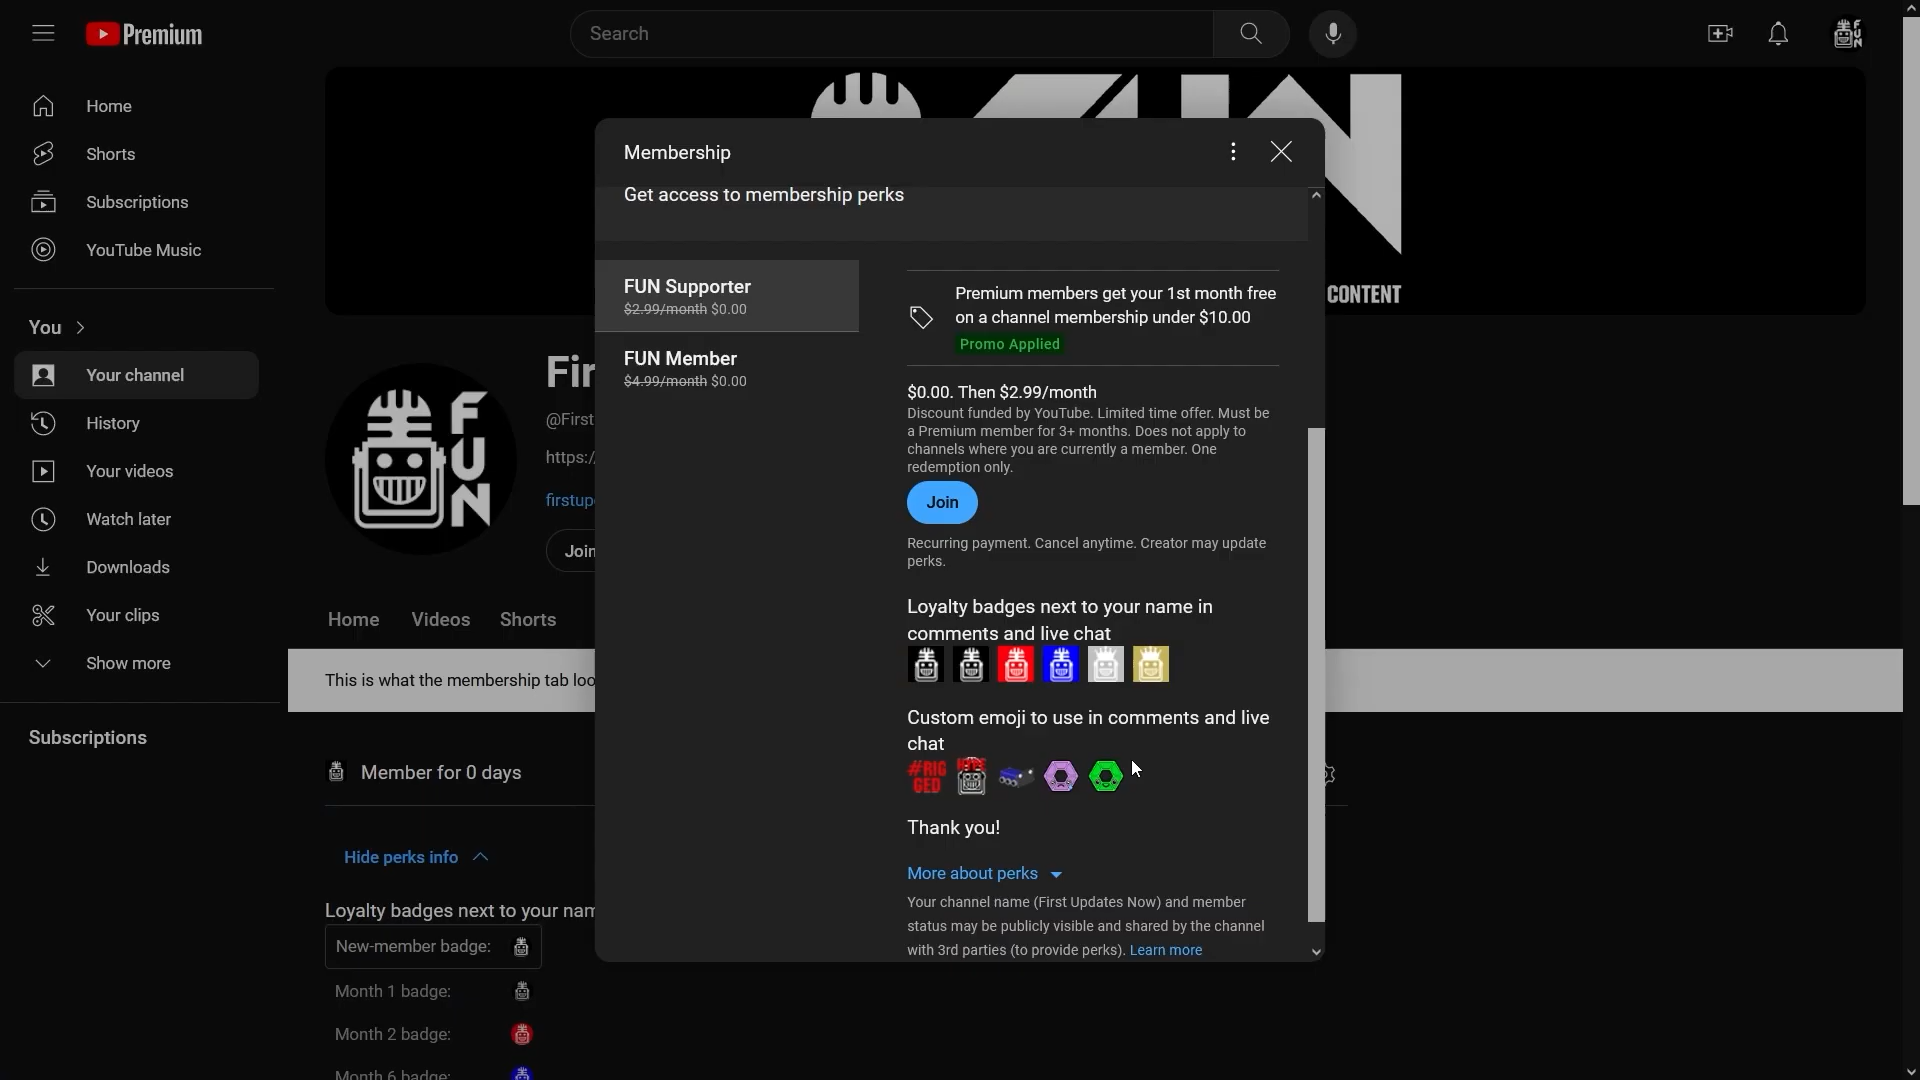 Premium
Search
FUN
Home
Shorts
Subscriptions
YouTube Music
You
Your channel
History
Your videos
Watch later
Downloads
Your clips
Show more
Subscriptions
CONTENT
FUN
Fir
@First
https:/
firstup
Join
Home Videos Shorts
This is what the membership tab loo
Member for 0 days
Hide perks info
Loyalty badges next to your nam
New-member badge:
Month 1 badge:
Month 2 badge:
Month 6 badge:
Membership
Get access to membership perks
FUN Supporter
$2.99/month $0.00
FUN Member
$4.99/month $0.00
Premium members get your 1st month free
on a channel membership under $10.00
Promo Applied
$0.00. Then $2.99/month
Discount funded by YouTube. Limited time offer. Must be
a Premium member for 3+ months. Does not apply to
channels where you are currently a member. One
redemption only.
Join
Recurring payment. Cancel anytime. Creator may update
perks.
Loyalty badges next to your name in
comments and live chat
Custom emoji to use in comments and live
chat
#RIG
GED
HYPE
Thank you!
More about perks
Your channel name (First Updates Now) and member
status may be publicly visible and shared by the channel
with 3rd parties (to provide perks). Learn more